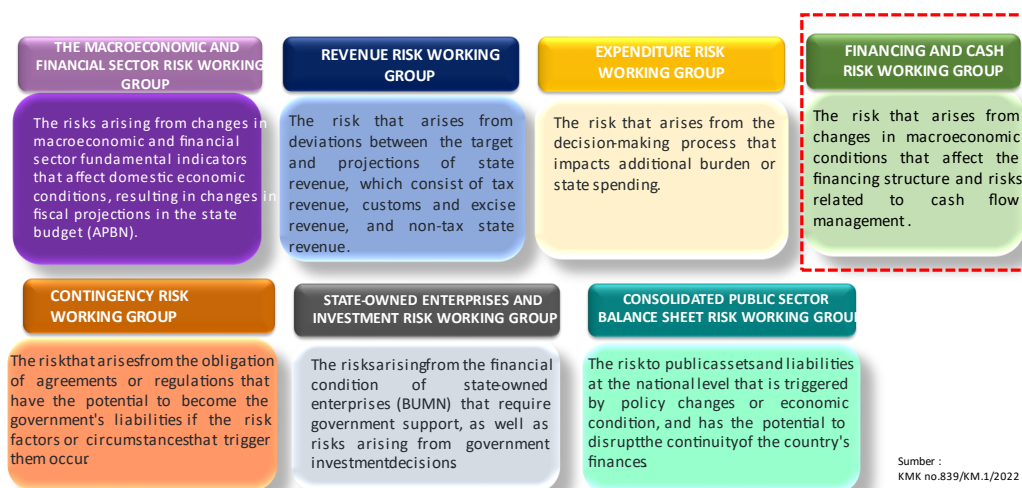 THE MACROECONOMIC AND
FINANCIAL SECTOR RISK WORKING
GROUP
The risks arising from changes in
macroeconomic and financial
sector fundamental indicators
that affect domestic economic
conditions, resulting in changes in
fiscal projections in the state
budget (APBN).
REVENUE RISK WORKING
GROUP
The risk that arises from
deviations between the target
and projections of state
revenue, which consist of tax
revenue, customs and excise
revenue, and non-tax state
revenue.
EXPENDITURE RISK
WORKING GROUP
The risk that arises from the
decision-making process that
impacts additional burden or
state spending.
FINANCING AND CASH
RISK WORKING GROUP
The risk that arises from
changes in macroeconomic
conditions that affect the
financing structure and risks
related to cash flow
management.
CONTINGENCY RISK
WORKING GROUP
The risk that arises from the obligation
of agreements or regulations that
have the potential to become the
government's liabilities if the risk
factors or circumstances that trigger
them occur.
STATE-OWNED ENTERPRISES AND
INVESTMENT RISK WORKING GROUP
The risks arising from the financial
condition of state-owned
enterprises (BUMN) that require
government support, as well as
risks arising from government
investment decisions
CONSOLIDATED PUBLIC SECTOR
BALANCE SHEET RISK WORKING GROUP
The risk to public assets and liabilities
at the national level that is triggered
by policy changes or economic
condition, and has the potential to
disrupt the continuity of the country's
finances.
Sumber :
KMK no.839/KM.1/2022